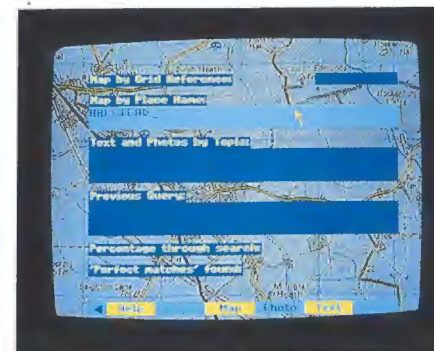 Map by Grid Reference:
Map by Place Name:
HALSTEAD_
Text and Photos by Topic:
Previous Query:
Percentage through search:
'Perfect matches' found:
Help Map Photo Text